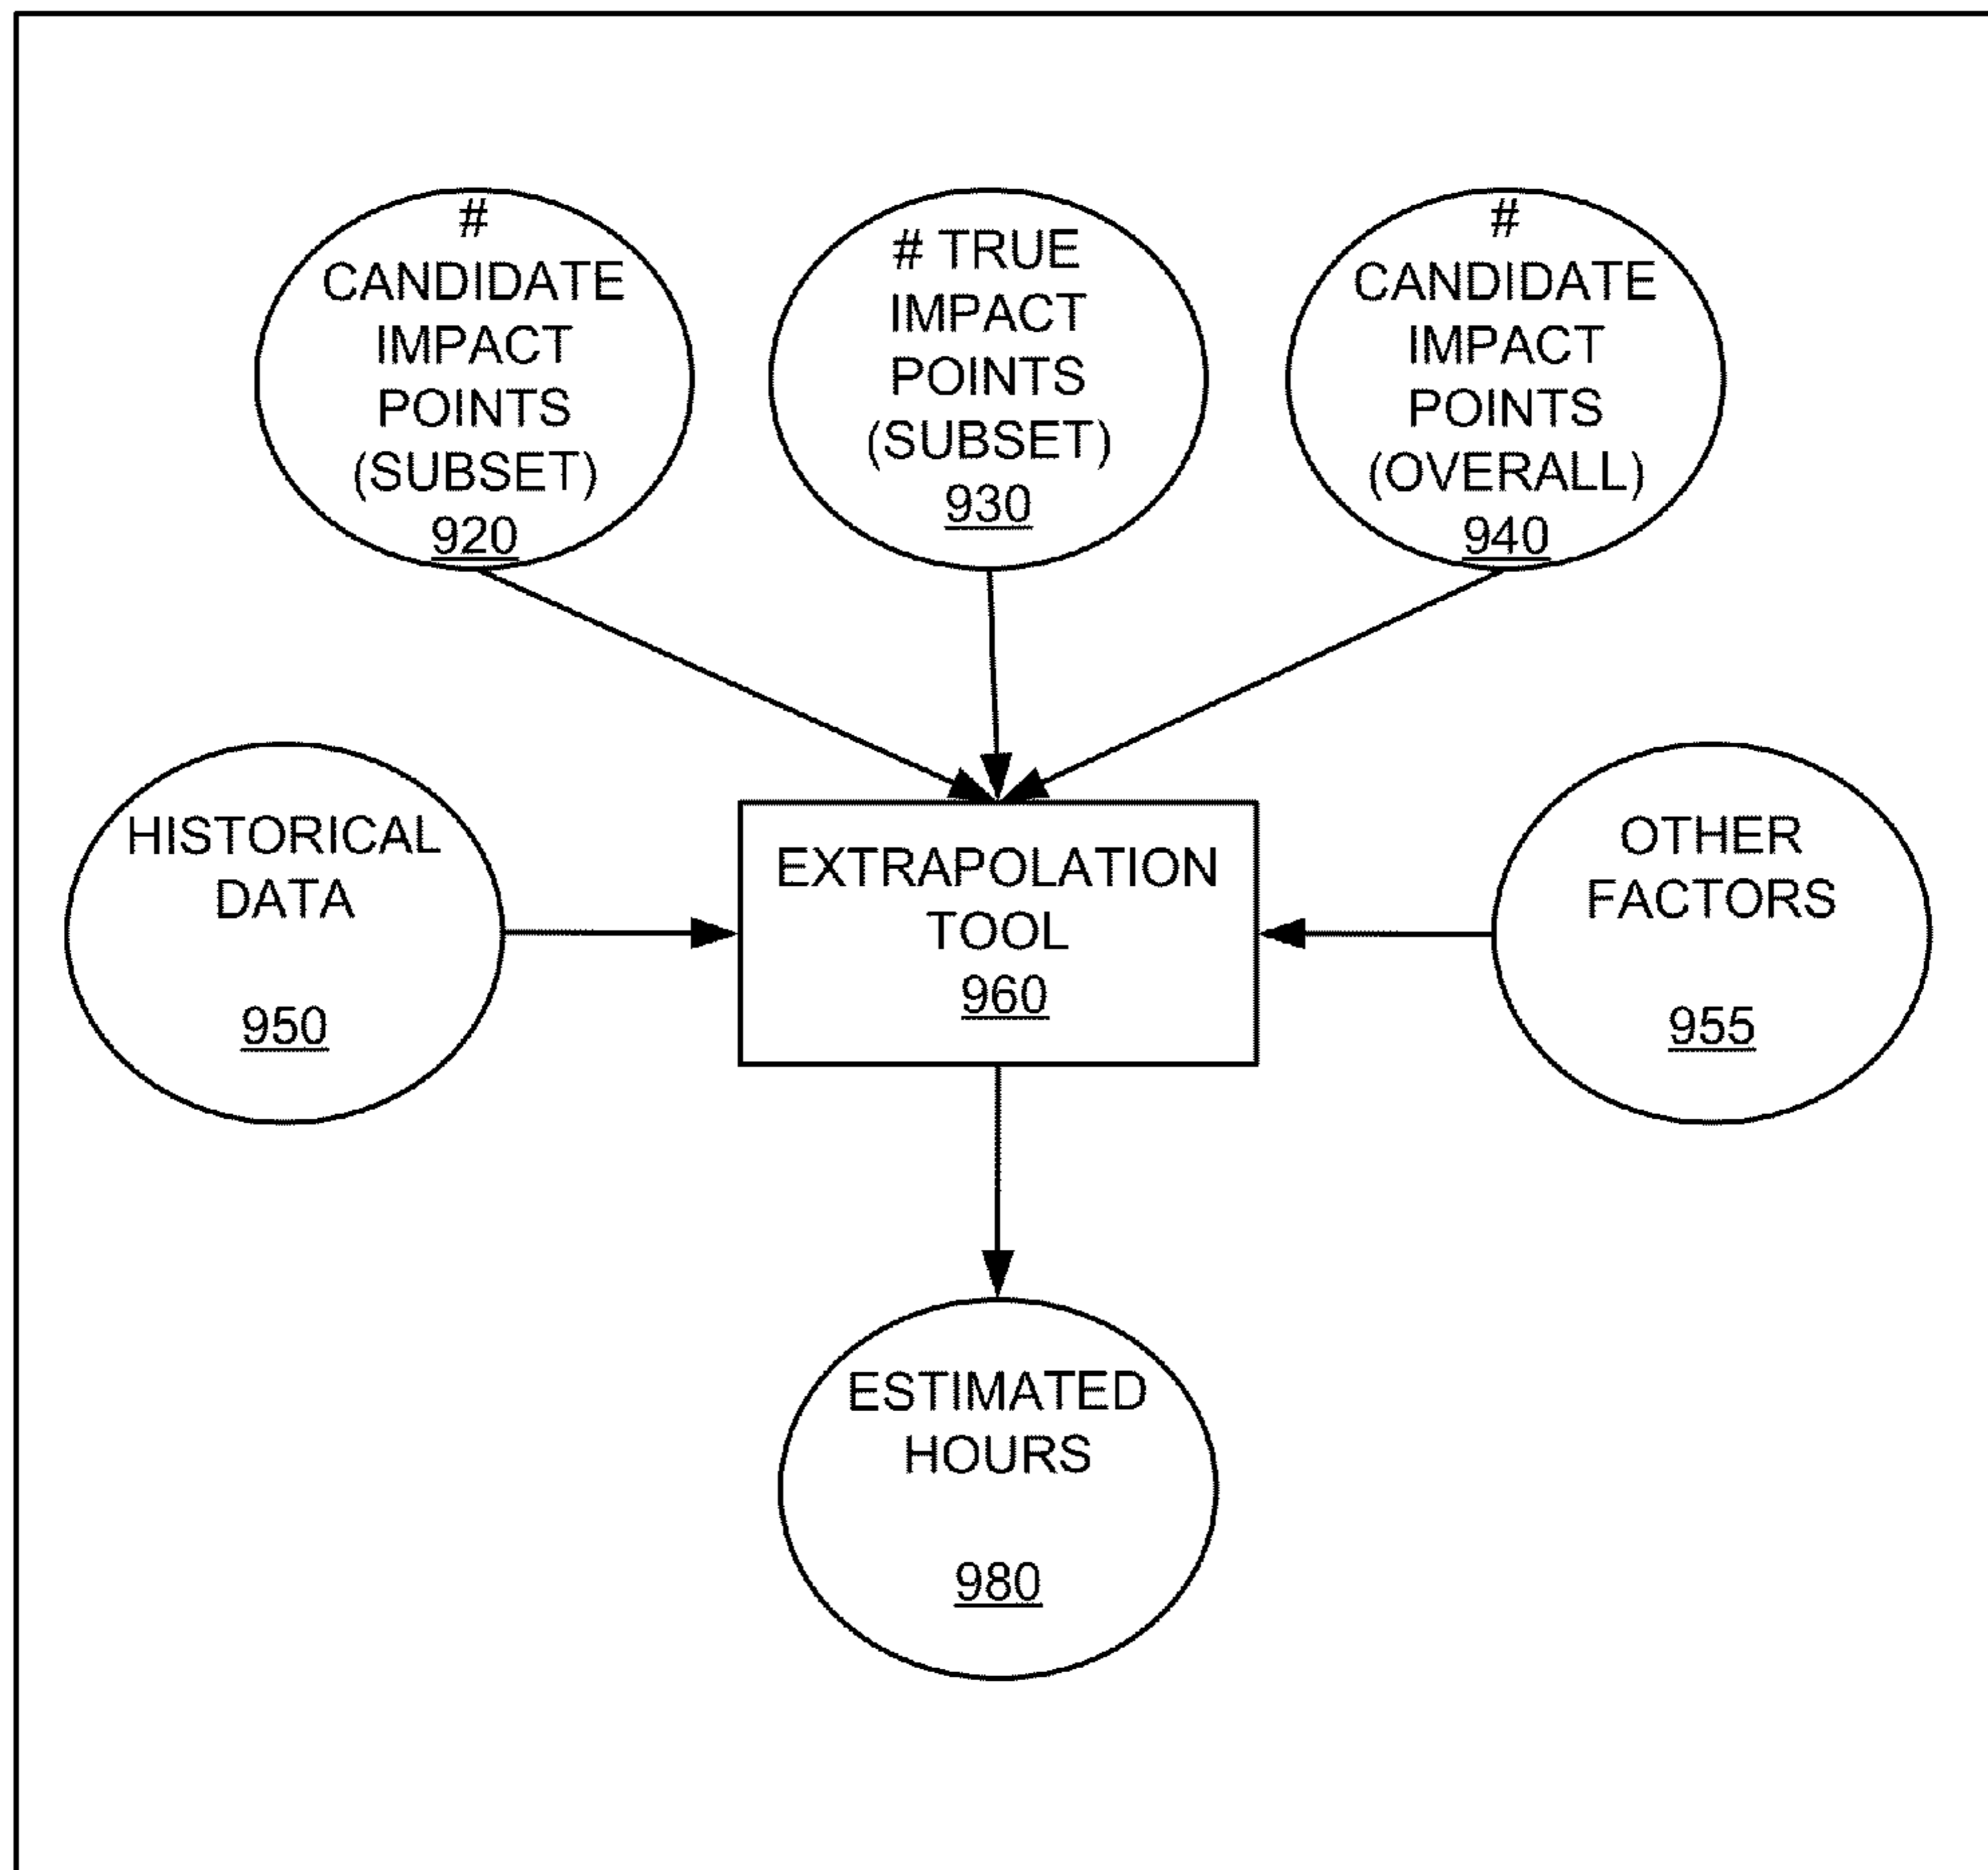 #
CANDIDATE
IMPACT
POINTS
(SUBSET)
920
# TRUE
IMPACT
POINTS
(SUBSET)
930
#
CANDIDATE
IMPACT
POINTS
(OVERALL)
940
HISTORICAL
DATA
950
EXTRAPOLATION
TOOL
960
OTHER
FACTORS
955
ESTIMATED
HOURS
980